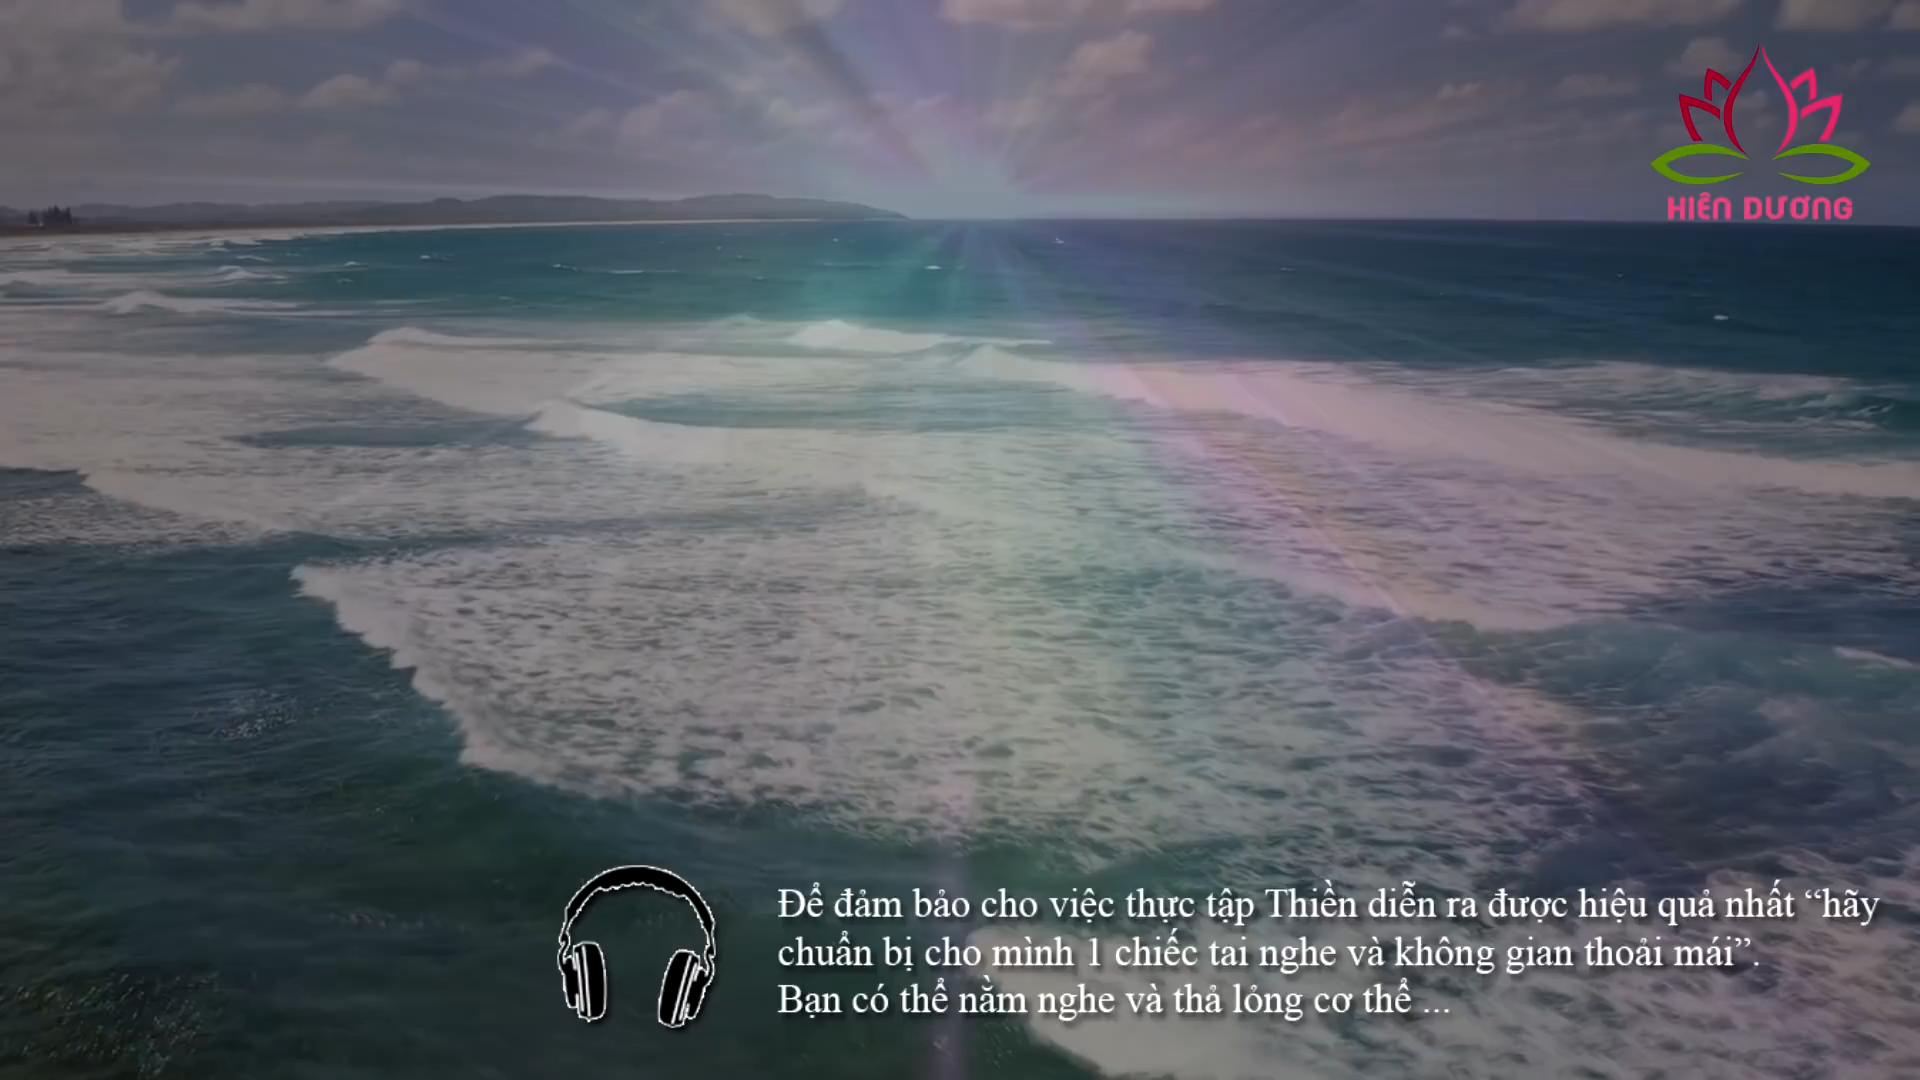 HIÊN DƯƠNG
Để đảm bảo cho việc thực tập Thiền diễn ra được hiệu quả nhất “hãy
chuẩn bị cho mình 1 chiếc tai nghe và không gian thoải mái”.
Bạn có thể nằm nghe và thả lỏng cơ thể ...